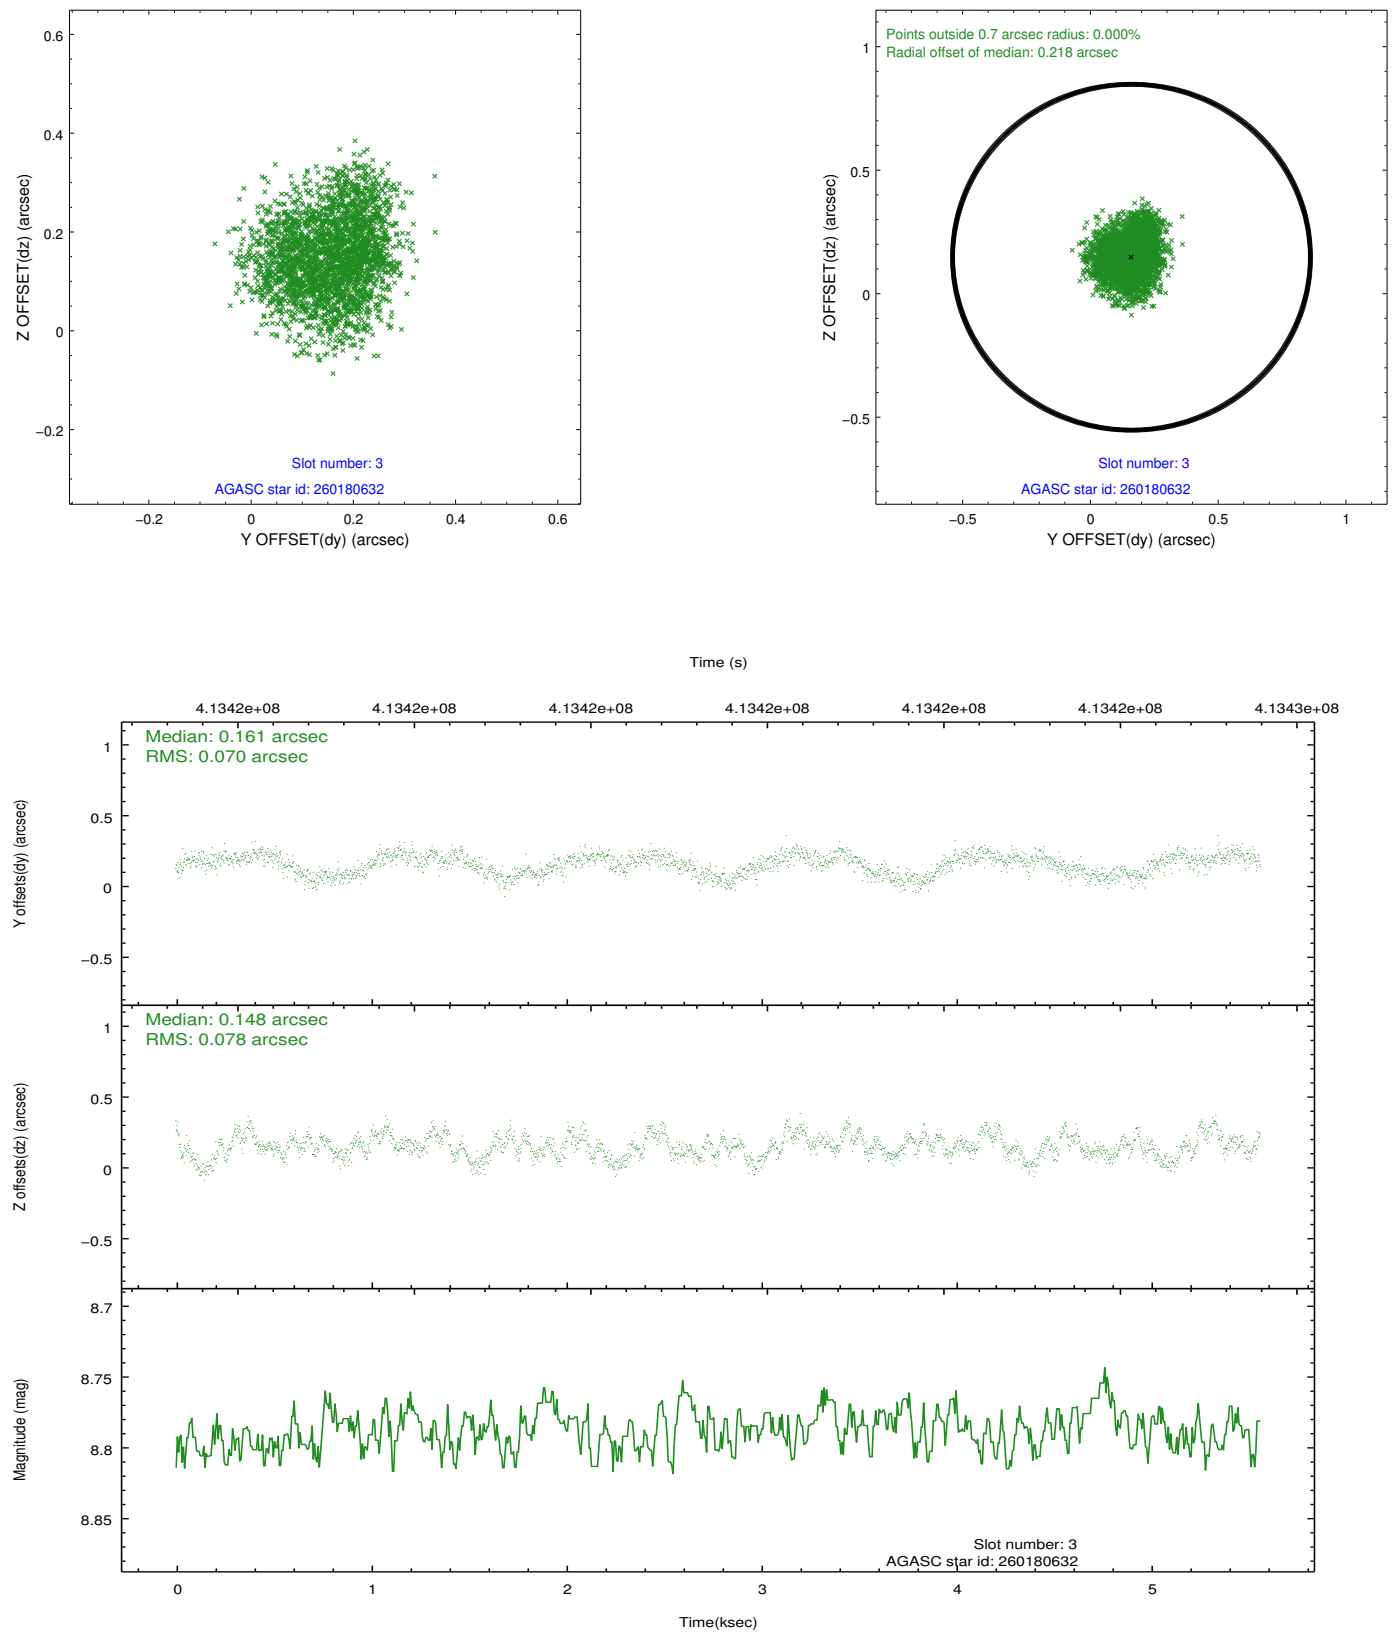 0.6
0.4
0.2
0
−0.2
Z OFFSET(dz) (arcsec)
Slot number: 3
AGASC star id: 260180632
−0.2 0 0.2 0.4 0.6
Y OFFSET(dy) (arcsec)
Points outside 0.7 arcsec radius: 0.000%
Radial offset of median: 0.218 arcsec
1
0.5
0
−0.5
Z OFFSET(dz) (arcsec)
Slot number: 3
AGASC star id: 260180632
−0.5 0 0.5 1
Y OFFSET(dy) (arcsec)
Time (s)
4.1342e+08 4.1342e+08 4.1342e+08 4.1342e+08 4.1342e+08 4.1342e+08 4.1343e+08
Median: 0.161 arcsec
RMS: 0.070 arcsec
1
0.5
0
−0.5
Y offsets(dy) (arcsec)
Median: 0.148 arcsec
RMS: 0.078 arcsec
1
0.5
0
−0.5
Z offsets(dz) (arcsec)
8.7
8.75
8.8
8.85
Magnitude (mag)
Slot number: 3
AGASC star id: 260180632
0 1 2 3 4 5
Time(ksec)